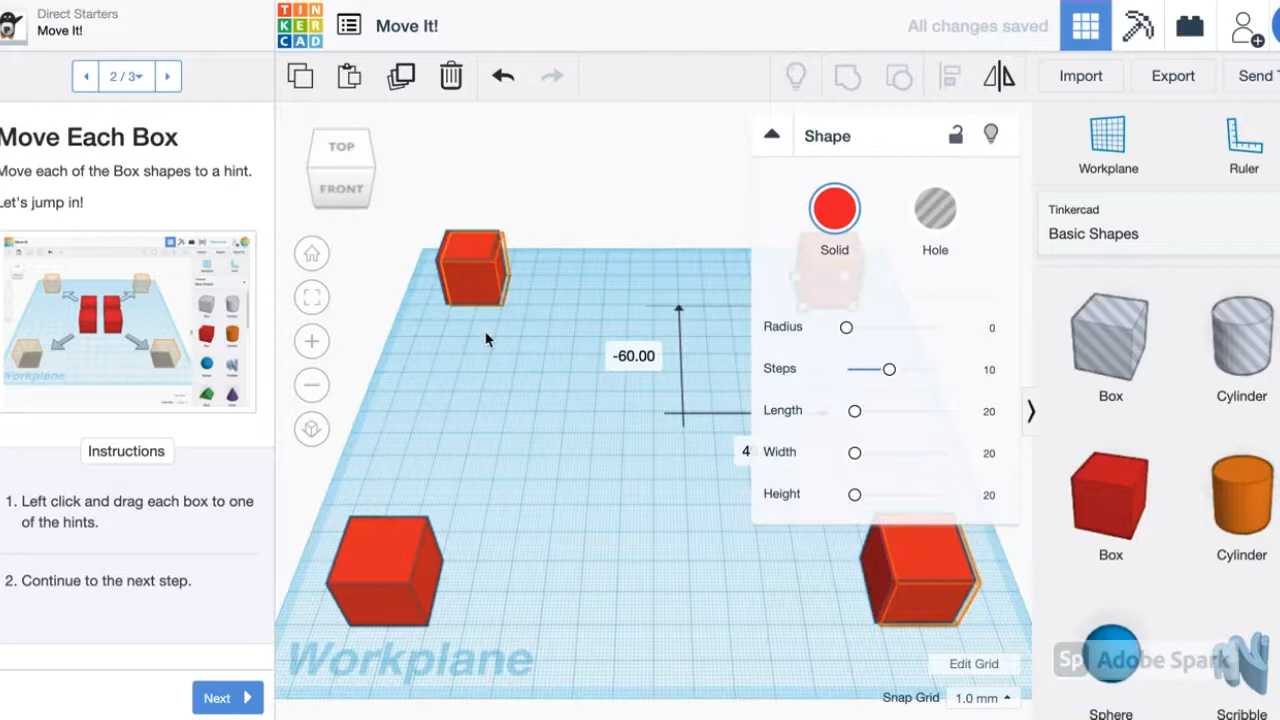 Direct Starters
Move It!
TIN
KER
CAD
Move It!
All changes saved
2 / 3
Import
Export
Send T
Move Each Box
Move each of the Box shapes to a hint.
Let's jump in!
Instructions
1. Left click and drag each box to one
of the hints.
2. Continue to the next step.
Next
TOP
FRONT
-60.00
4
Workplane
Shape
Solid
Hole
Radius
0
Steps
10
Length
20
Width
20
Height
20
Edit Grid
Snap Grid
1.0 mm
Workplane
Ruler
Tinkercad
Basic Shapes
Box
Cylinder
Box
Cylinder
Sp Adobe Spark
Sphere
Scribble
Workplane